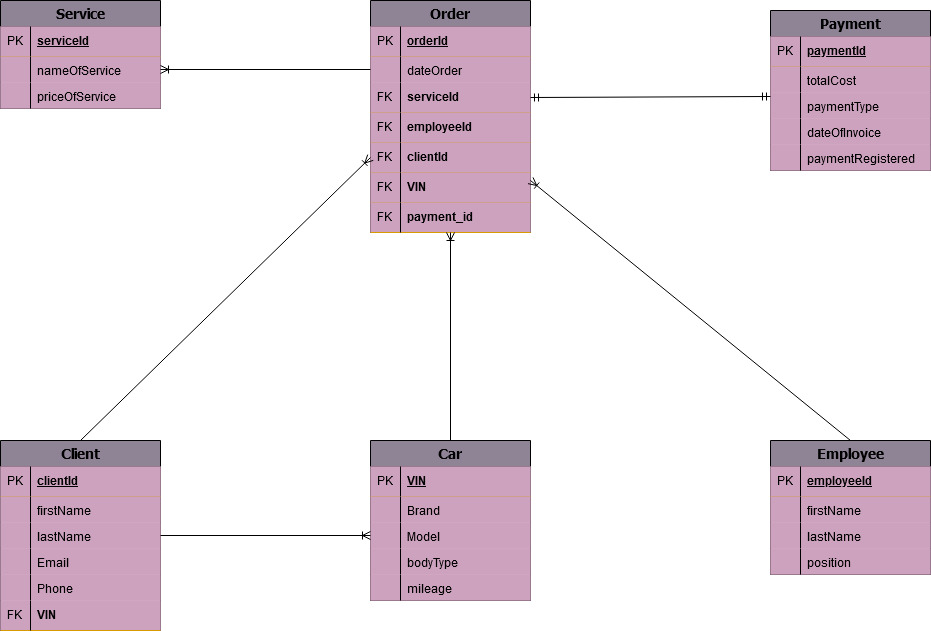 Service
PK serviceId
nameOfService
priceOfService
Order
PK orderId
dateOrder
FK serviceId
FK employeeId
FK clientId
FK VIN
FK payment_id
Payment
PK paymentId
totalCost
paymentType
dateOfInvoice
paymentRegistered
Client
PK clientId
firstName
lastName
Email
Phone
FK VIN
Car
PK VIN
Brand
Model
bodyType
mileage
Employee
PK employeeId
firstName
lastName
position